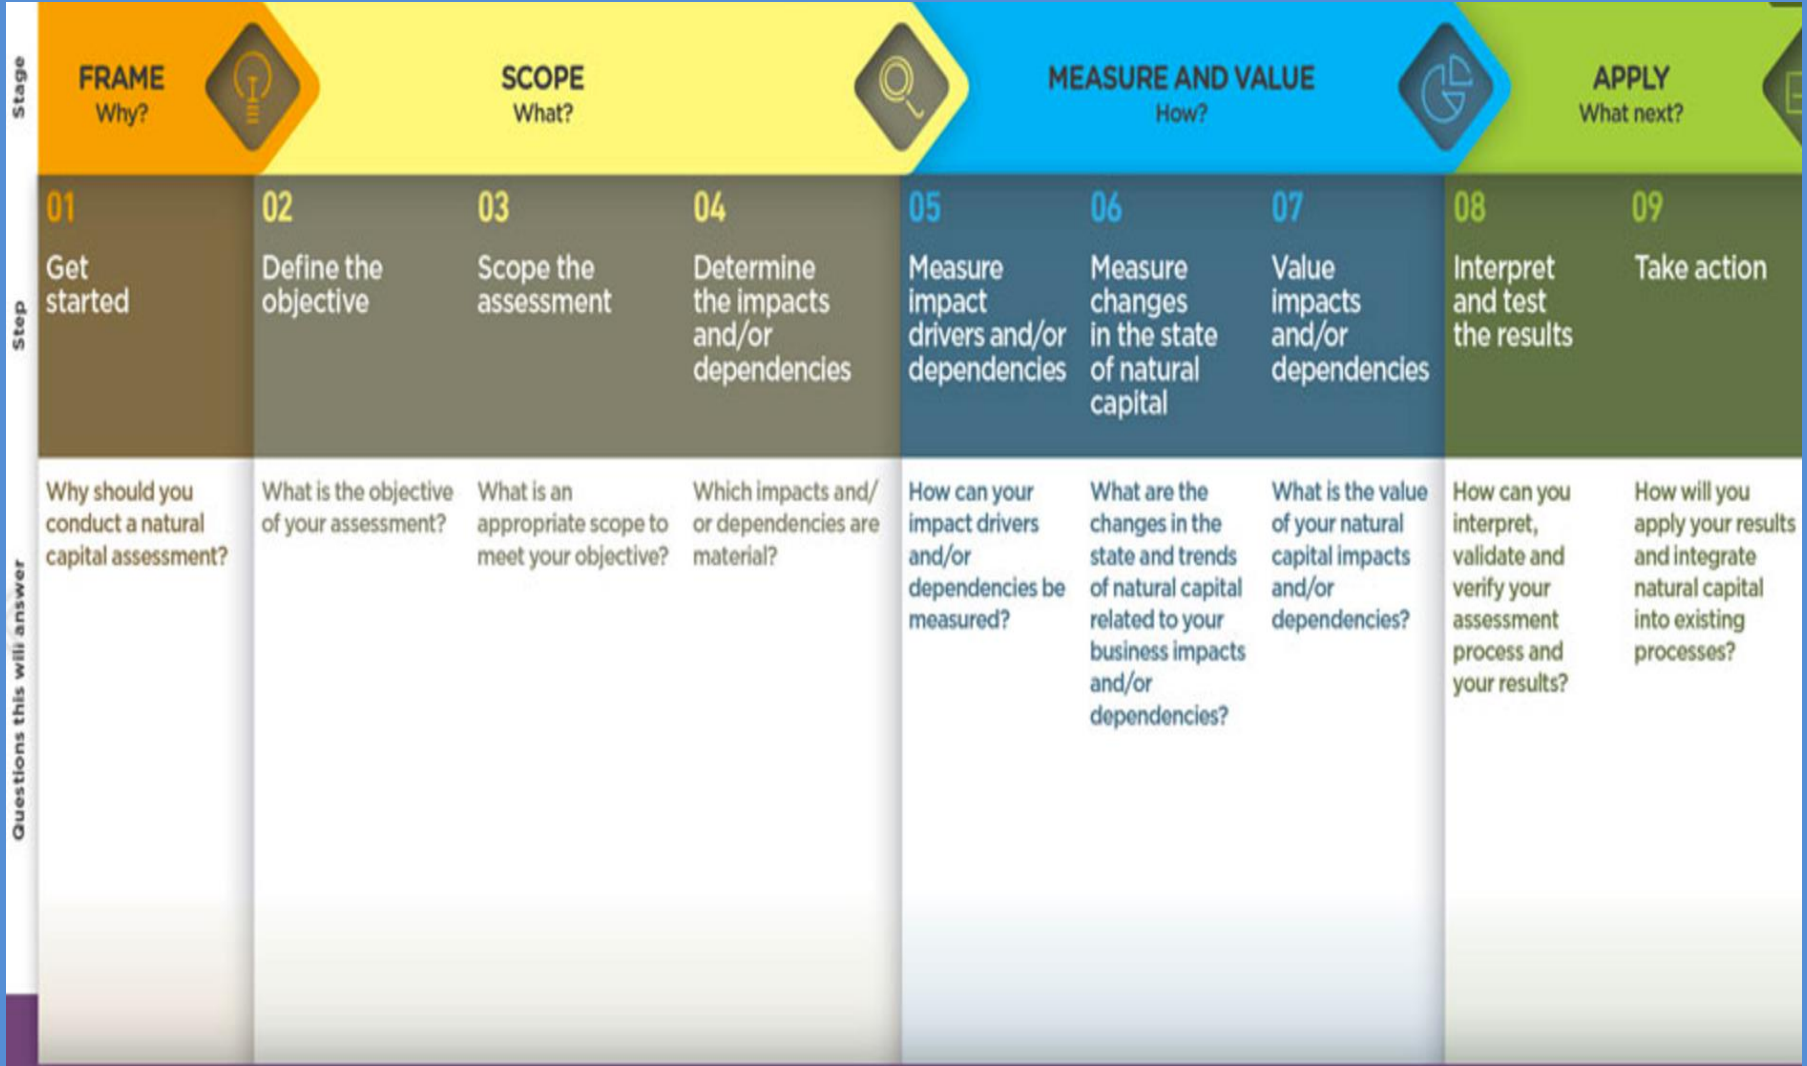 Stage
FRAME
Why?
SCOPE
What?
MEASURE AND VALUE
How?
APPLY
What next?
Step
01
Get
started
02
Define the
objective
03
Scope the
assessment
04
Determine
the impacts
and/or
dependencies
05
Measure
impact
drivers and/or
dependencies
06
Measure
changes
in the state
of natural
capital
07
Value
impacts
and/or
dependencies
08
Interpret
and test
the results
09
Take action
Questions this will answer
Why should you
conduct a natural
capital assessment?
What is the objective
of your assessment?
What is an
appropriate scope to
meet your objective?
Which impacts and/
or dependencies are
material?
How can your
impact drivers
and/or
dependencies be
measured?
What are the
changes in the
state and trends
of natural capital
related to your
business impacts
and/or
dependencies?
What is the value
of your natural
capital impacts
and/or
dependencies?
How can you
interpret,
validate and
verify your
assessment
process and
your results?
How will you
apply your results
and integrate
natural capital
into existing
processes?